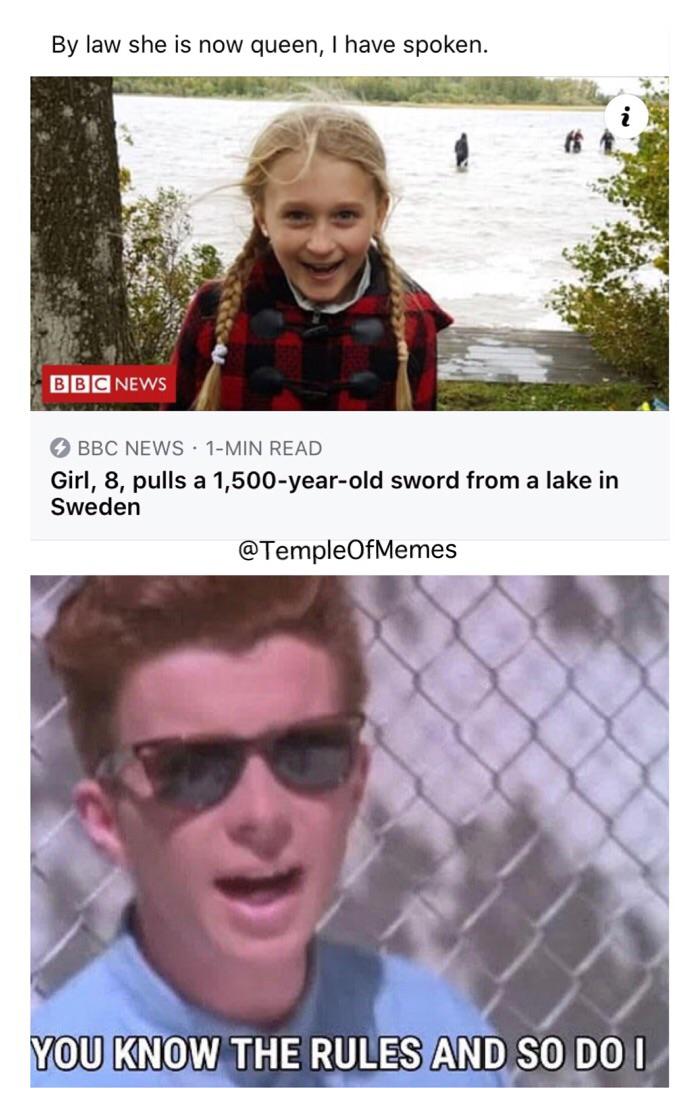 By law she is now queen, I have spoken.
i
BBC NEWS
BBC NEWS · 1-MIN READ
Girl, 8, pulls a 1,500-year-old sword from a lake in
Sweden
@TempleOfMemes
YOU KNOW THE RULES AND SO DO I